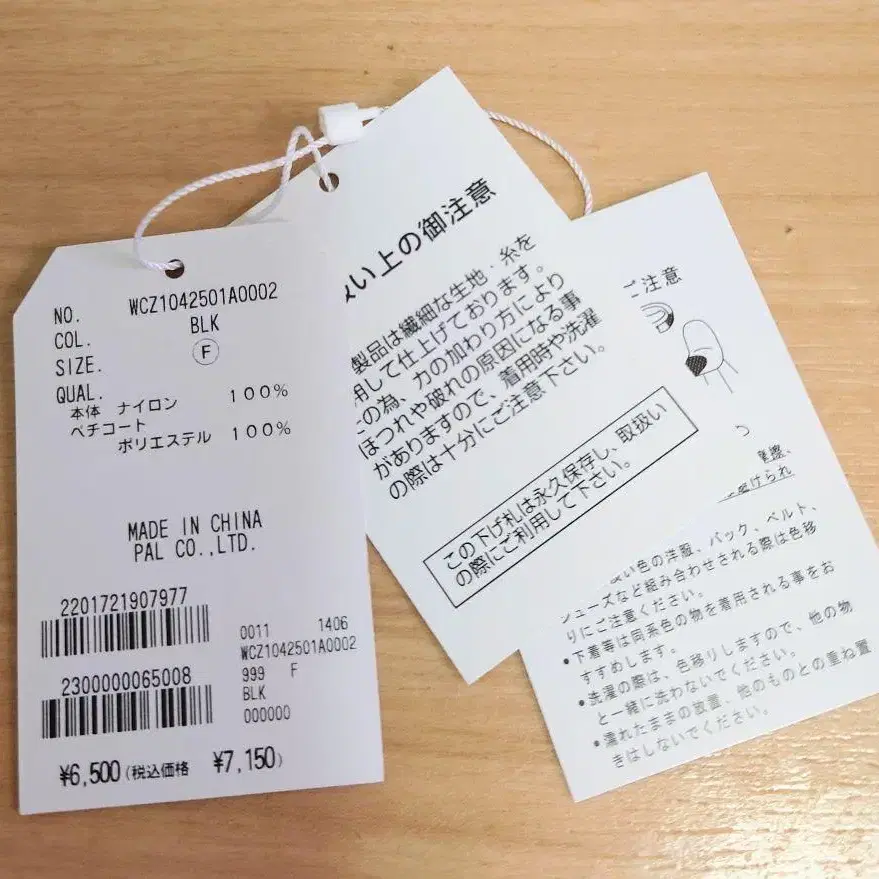 NO. WCZ1042501A0002
COL. BLK
SIZE. F
QUAL.
本体 ナイロン 100%
ペチコート
ポリエステル 100%
MADE IN CHINA
PAL CO.,LTD.
2201721907977
2300000065008
0011 1406
WCZ1042501A0002
999 F
BLK
000000
¥6,500(税込価格 ¥7,150)
い上の御注意
製品は繊細な生地・糸を
用して仕上げております。
の為、力の加わり方により
ほつれや破れの原因になる事
がありますので、着用時や洗濯
の際は十分にご注意下さい。
この下げ札は永久保存し、取扱い
の際にご利用して下さい。
ご注意
避けられ
い色の洋服、バック、ベルト、
シューズなど組み合わせされる際は色移
りにご注意ください。
●下着等は同系色の物を着用される事をお
すすめします。
●洗濯の際は、色移りしますので、他の物
と一緒に洗わないでください。
●濡れたままの放置、他のものとの重ね置
きはしないでください。